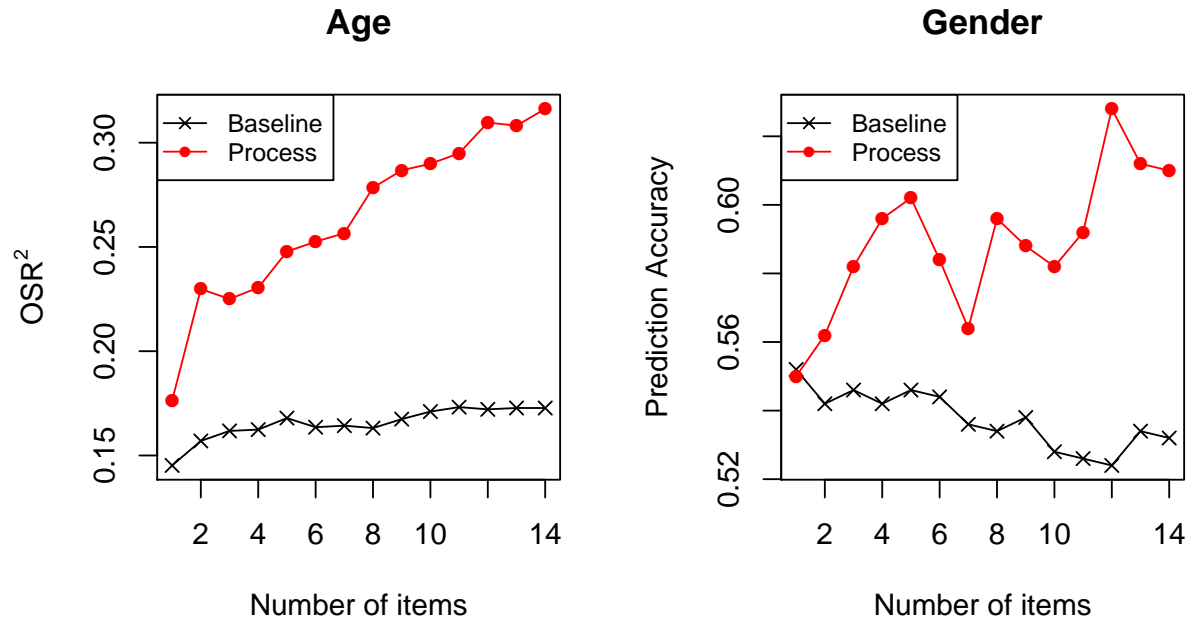 Age
Baseline
Process
0.30
0.25
0.20
0.15
OSR²
2 4 6 8 10 14
Number of items
Gender
Baseline
Process
0.60
0.56
0.52
Prediction Accuracy
2 4 6 8 10 14
Number of items